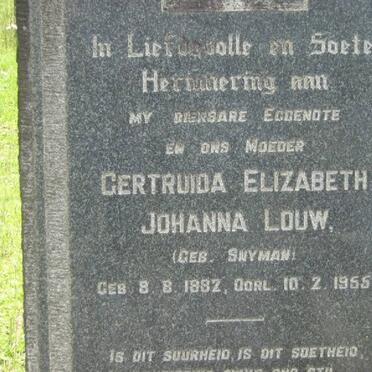 In Liefdevolle en Soete
Herinnering aan
MY DIERBARE EGGENOTE
EN ONS MOEDER
GERTRUIDA ELIZABETH
JOHANNA LOUW,
(GEB. SNYMAN)
GEB. 8. 8. 1882, OORL. 10. 2. 1955
IS DIT SUURHEID, IS DIT SOETHEID,